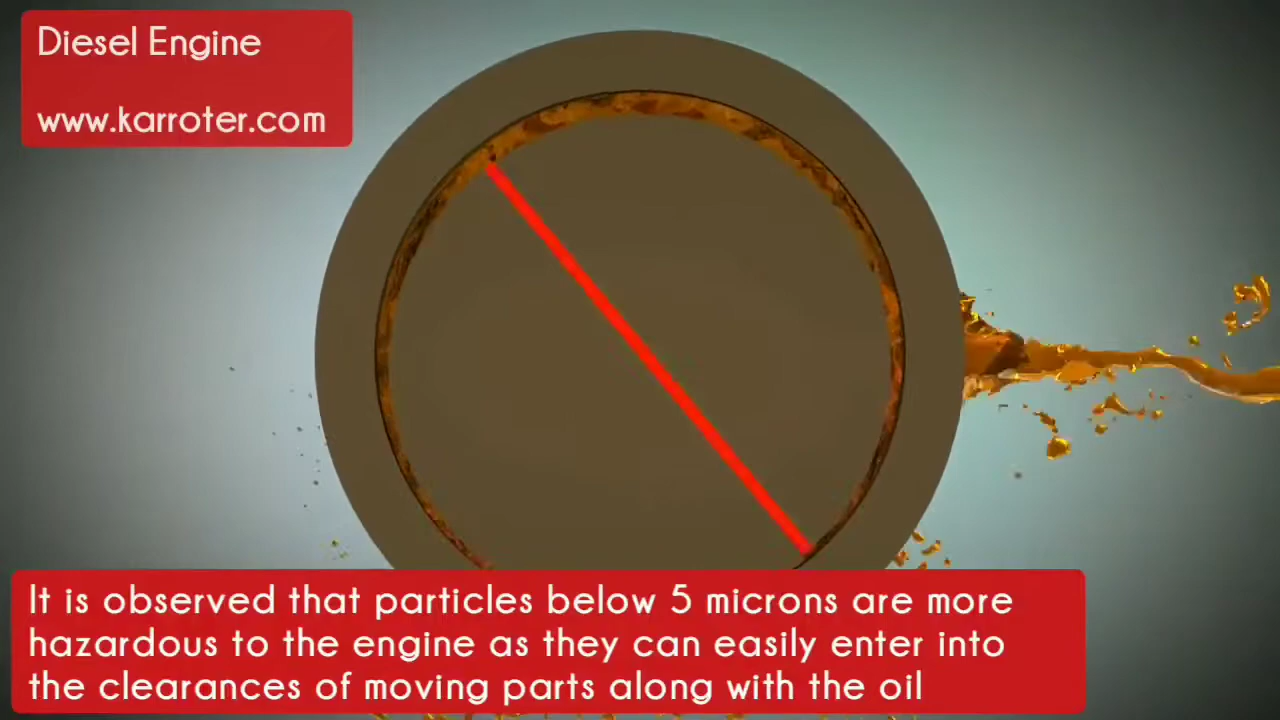 Diesel Engine
www.karroter.com
It is observed that particles below 5 microns are more
hazardous to the engine as they can easily enter into
the clearances of moving parts along with the oil